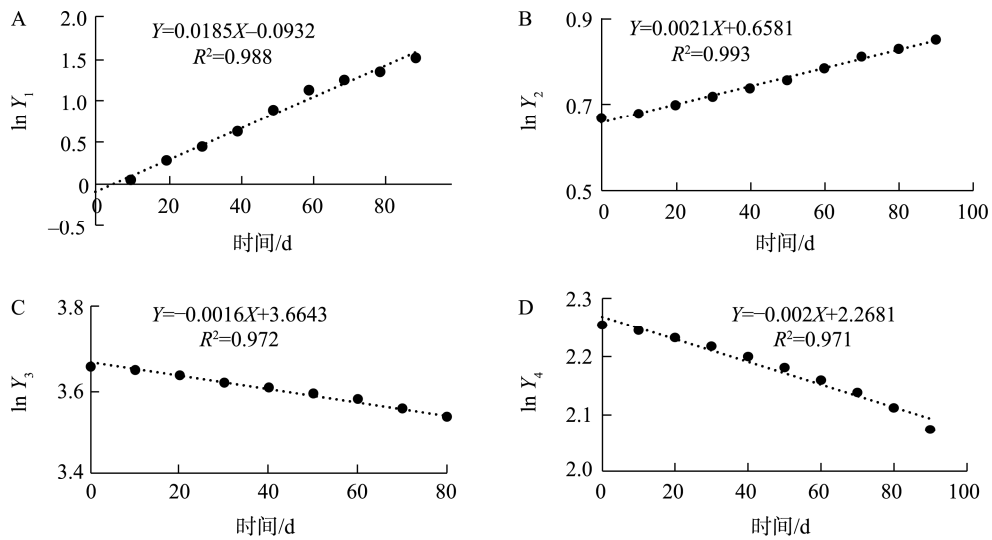 A
Y=0.0185X–0.0932
R²=0.988
ln Y₁
2.0
1.5
1.0
0.5
0
–0.5
0 20 40 60 80
时间/d
B
Y=0.0021X+0.6581
R²=0.993
ln Y₂
0.9
0.7
0.5
0 20 40 60 80 100
时间/d
C
Y=–0.0016X+3.6643
R²=0.972
ln Y₃
3.8
3.6
3.4
0 20 40 60 80
时间/d
D
Y=–0.002X+2.2681
R²=0.971
ln Y₄
2.3
2.2
2.1
2.0
0 20 40 60 80 100
时间/d